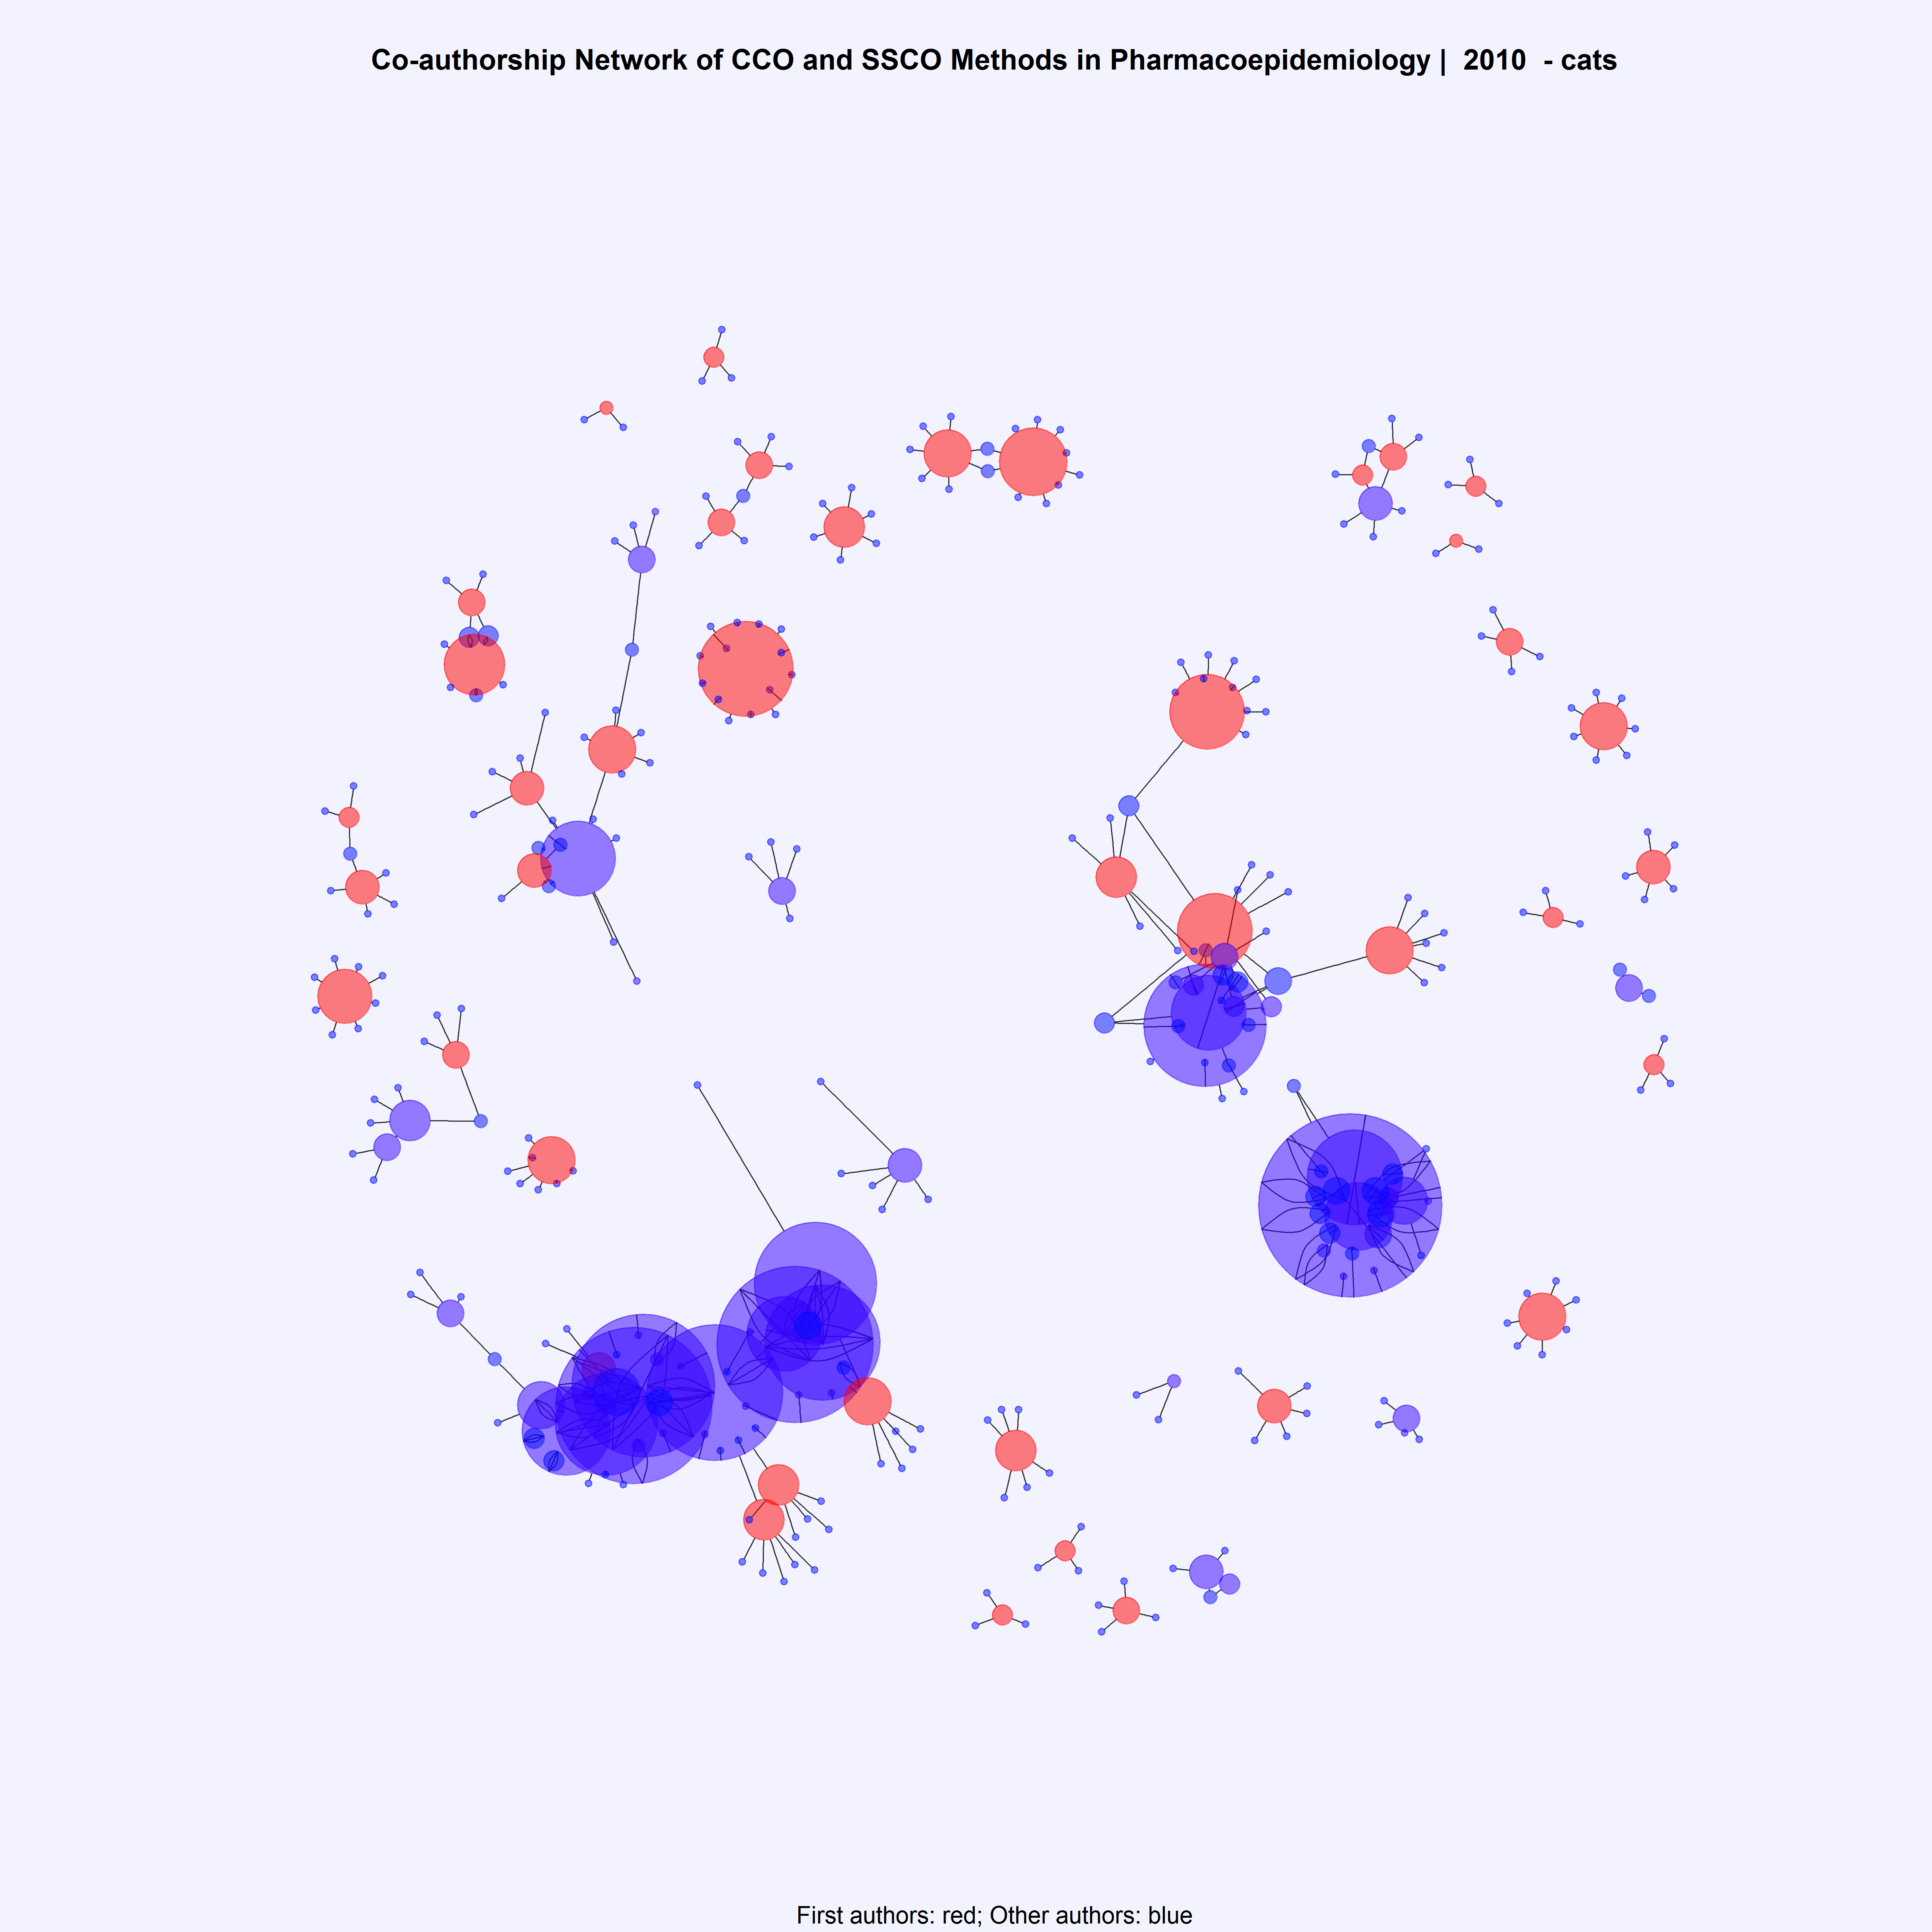 Co-authorship Network of CCO and SSCO Methods in Pharmacoepidemiology |  2010  - cats
First authors: red; Other authors: blue